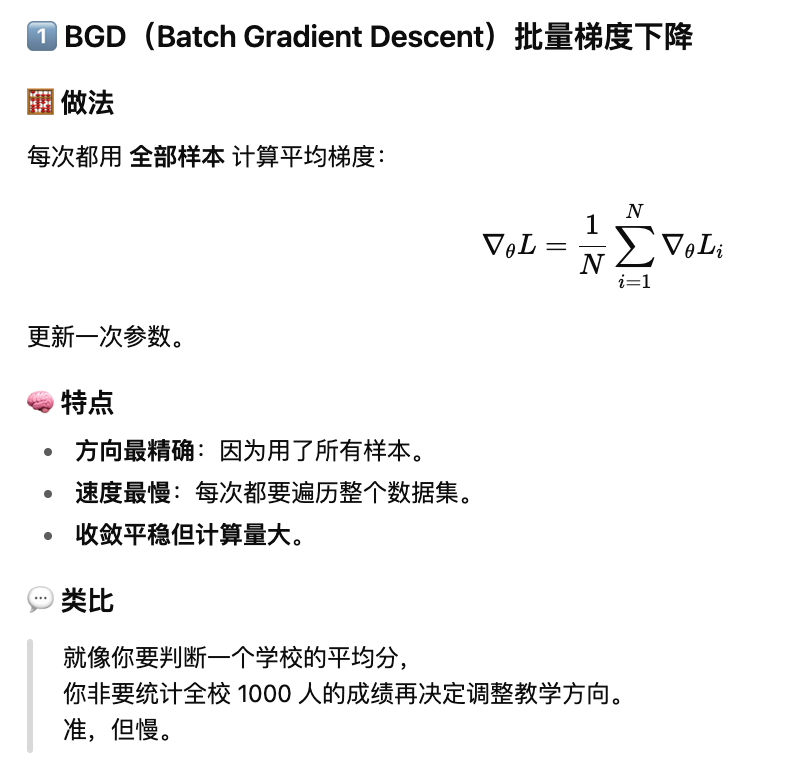 1️⃣ BGD（Batch Gradient Descent）批量梯度下降
🧮 做法
每次都用 全部样本 计算平均梯度：
∇_θ L = \frac{1}{N} \sum_{i=1}^{N} ∇_θ L_i
更新一次参数。
🧠 特点
• 方向最精确：因为用了所有样本。
• 速度最慢：每次都要遍历整个数据集。
• 收敛平稳但计算量大。
💬 类比
就像你要判断一个学校的平均分，
你非要统计全校 1000 人的成绩再决定调整教学方向。
准，但慢。